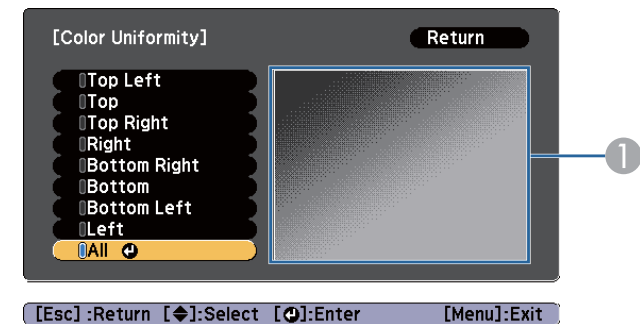 [Color Uniformity]
Return
Top Left
Top
Top Right
Right
Bottom Right
Bottom
Bottom Left
Left
All
1
[Esc] :Return [◆]:Select [⏎]:Enter [Menu]:Exit